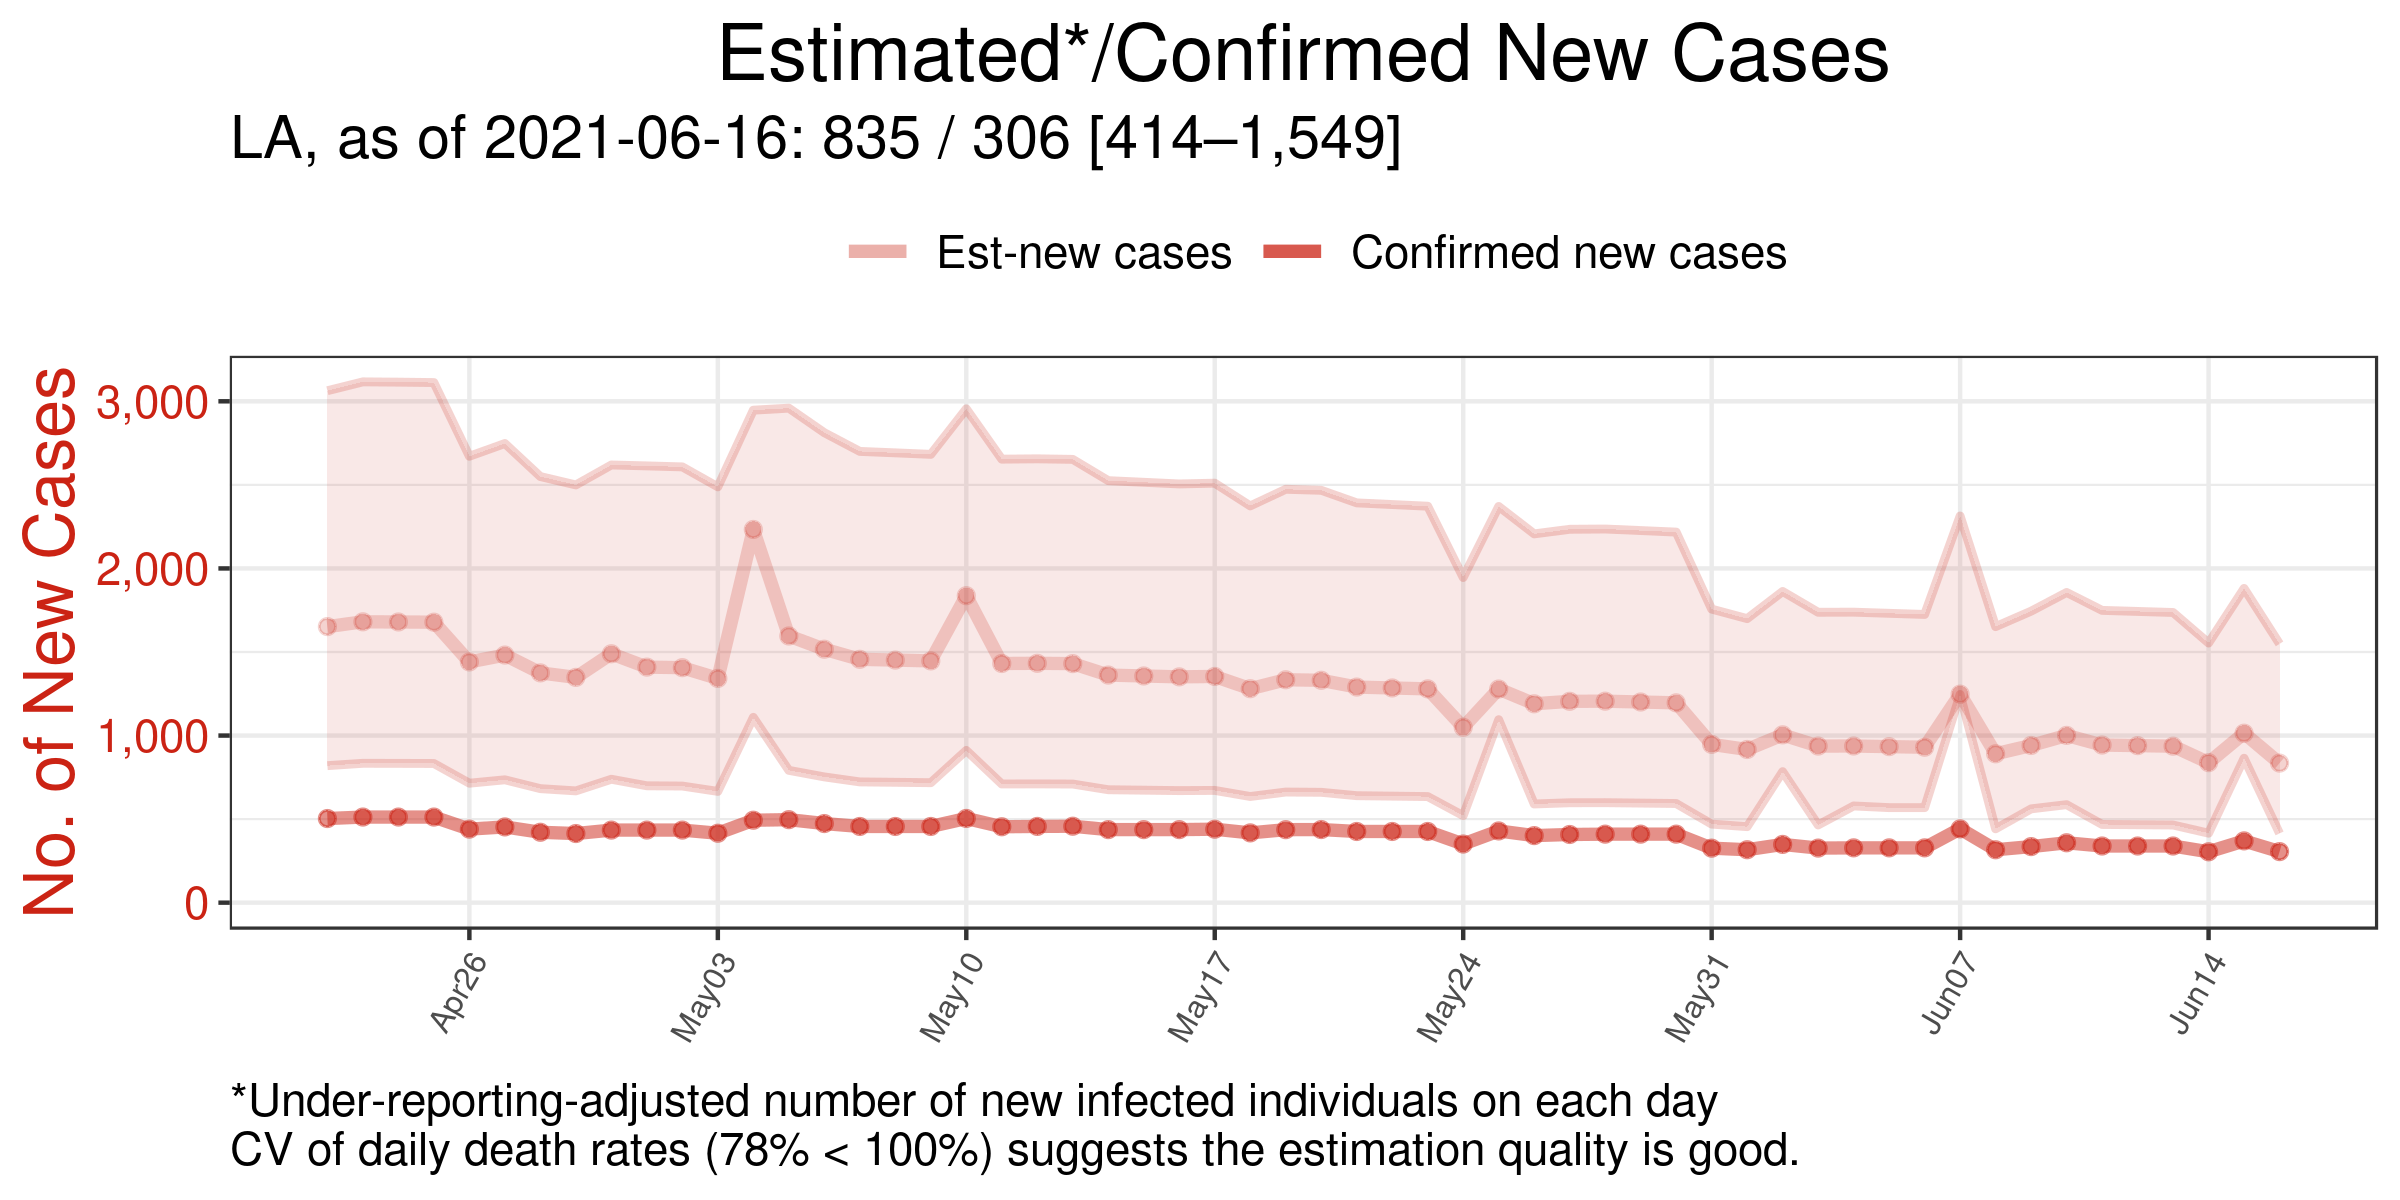 Estimated*/Confirmed New Cases
LA, as of 2021-06-16: 835 / 306 [414–1,549]
Est-new cases Confirmed new cases
No. of New Cases
3,000
2,000
1,000
0
Apr26 May03 May10 May17 May24 May31 Jun07 Jun14
*Under-reporting-adjusted number of new infected individuals on each day
CV of daily death rates (78% < 100%) suggests the estimation quality is good.